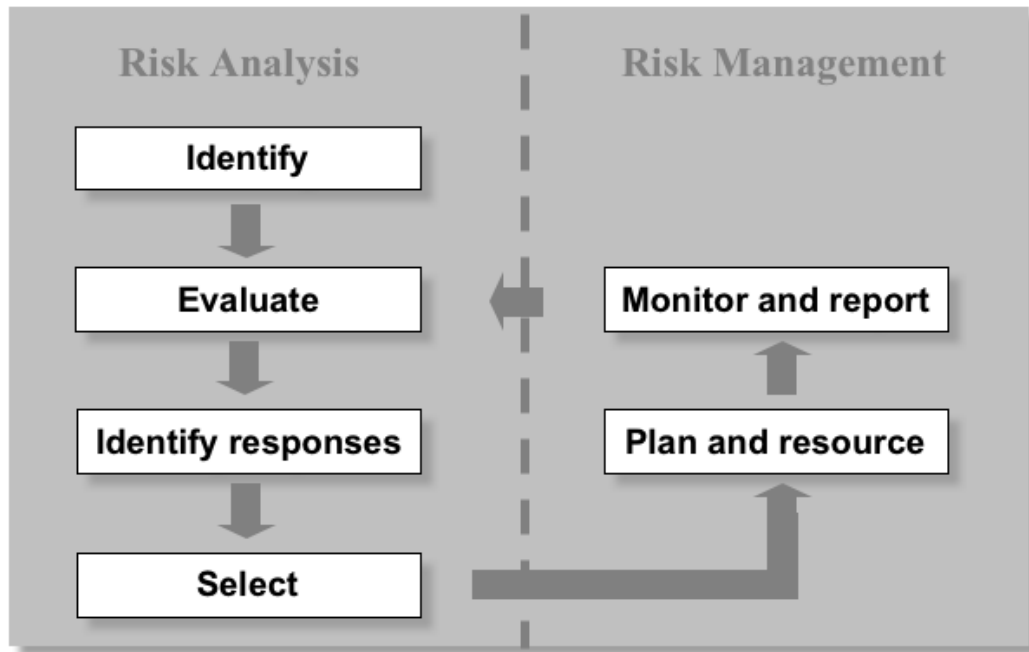 Risk Analysis
Risk Management
Identify
Evaluate
Monitor and report
Identify responses
Plan and resource
Select